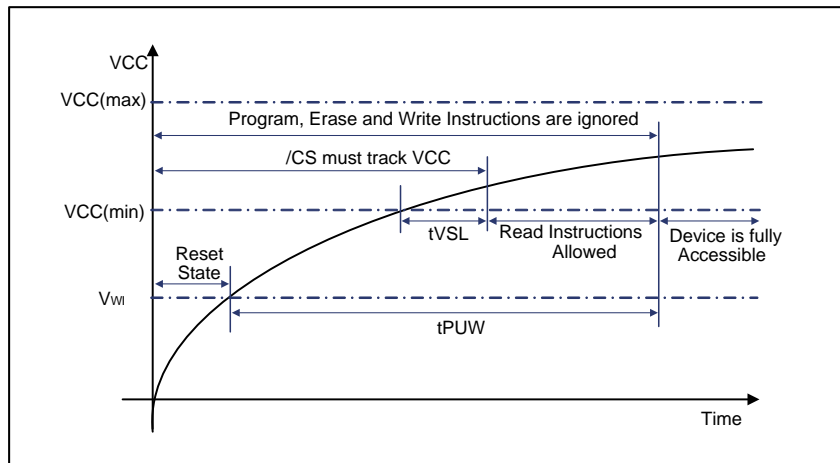 VCC
VCC(max)
Program, Erase and Write Instructions are ignored
/CS must track VCC
VCC(min)
tVSL
Read Instructions
Allowed
Device is fully
Accessible
Reset
State
VWI
tPUW
Time